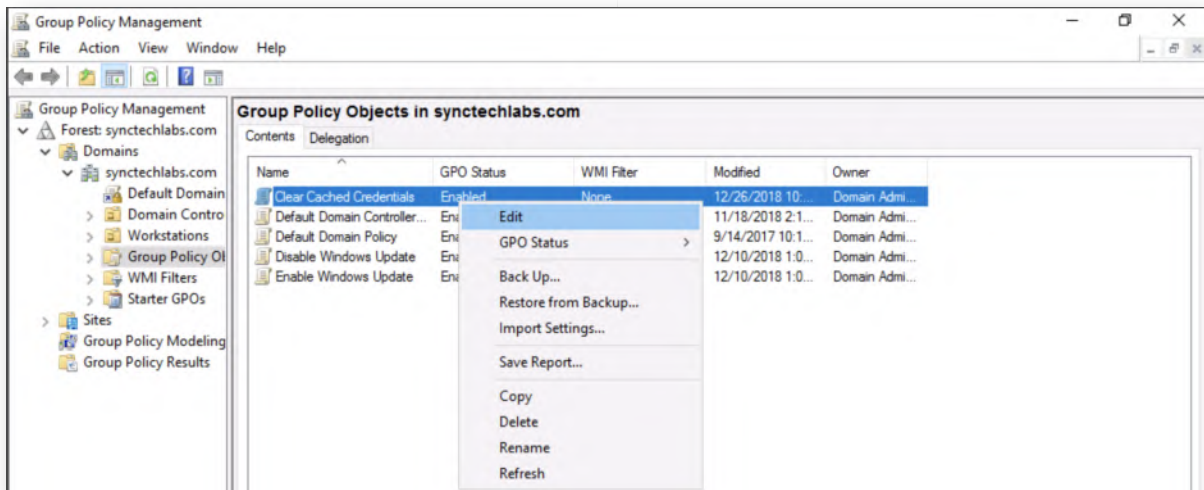 Group Policy Management
File Action View Window Help
Group Policy Management
Forest: synctechlabs.com
Domains
synctechlabs.com
Default Domain
Domain Contro
Workstations
Group Policy Ol
WMI Filters
Starter GPOs
Sites
Group Policy Modeling
Group Policy Results
Group Policy Objects in synctechlabs.com
Contents Delegation
Name GPO Status WMI Filter Modified Owner
Clear Cached Credentials Enabled None 12/26/2018 10:... Domain Admi...
Default Domain Controller... Ena 11/18/2018 2:1... Domain Admi...
Default Domain Policy Ena 9/14/2017 10:1... Domain Admi...
Disable Windows Update Ena 12/10/2018 1:0... Domain Admi...
Enable Windows Update Ena 12/10/2018 1:0... Domain Admi...
Edit
GPO Status
Back Up...
Restore from Backup...
Import Settings...
Save Report...
Copy
Delete
Rename
Refresh